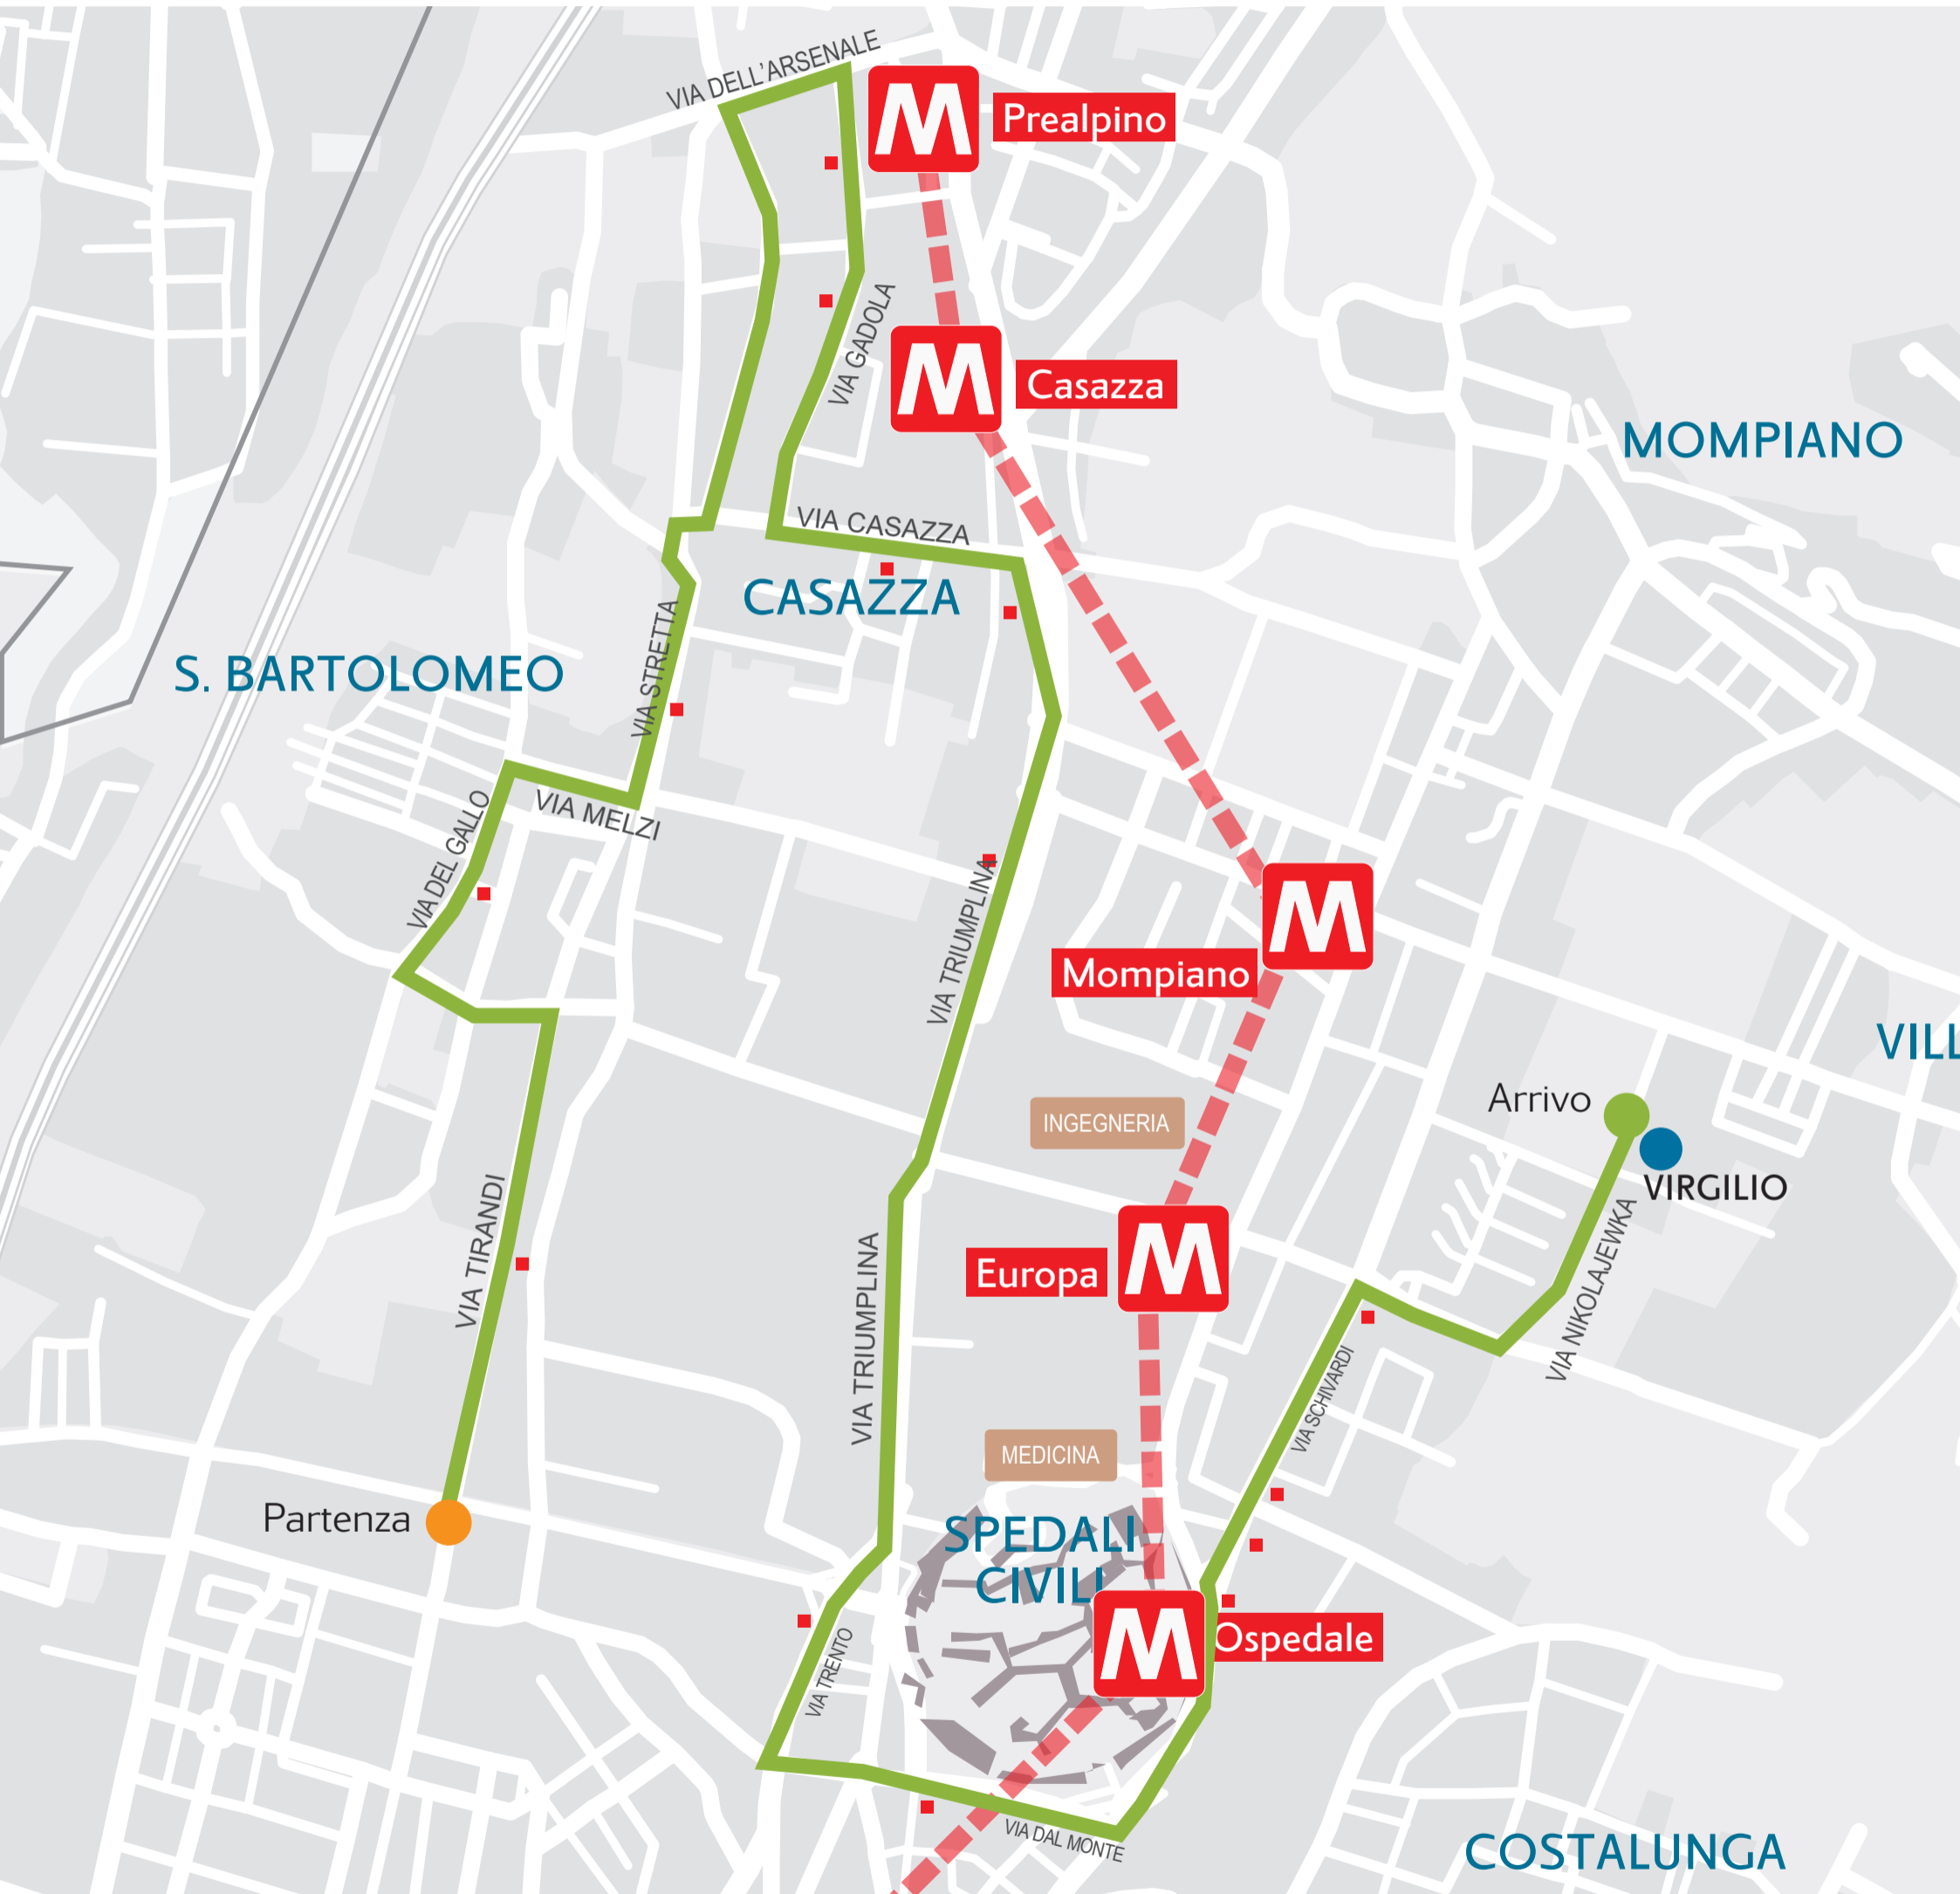 VIA DELL'ARSENALE
M
Prealpino
VIA GADOLA
M
Casazza
MOMPIANO
VIA CASAZZA
CASAZZA
S. BARTOLOMEO
VIA STRETTA
VIA MELZI
VIA DEL GALLO
VIA TRIUMPLINA
M
Mompiano
VILL
Arrivo
INGEGNERIA
VIRGILIO
VIA TIRANDI
M
Europa
VIA TRIUMPLINA
VIA NIKOLAJEWKA
VIA SCHIVARDI
MEDICINA
Partenza
SPEDALI
CIVILI
M
Ospedale
VIA TRENTO
VIA DAL MONTE
COSTALUNGA